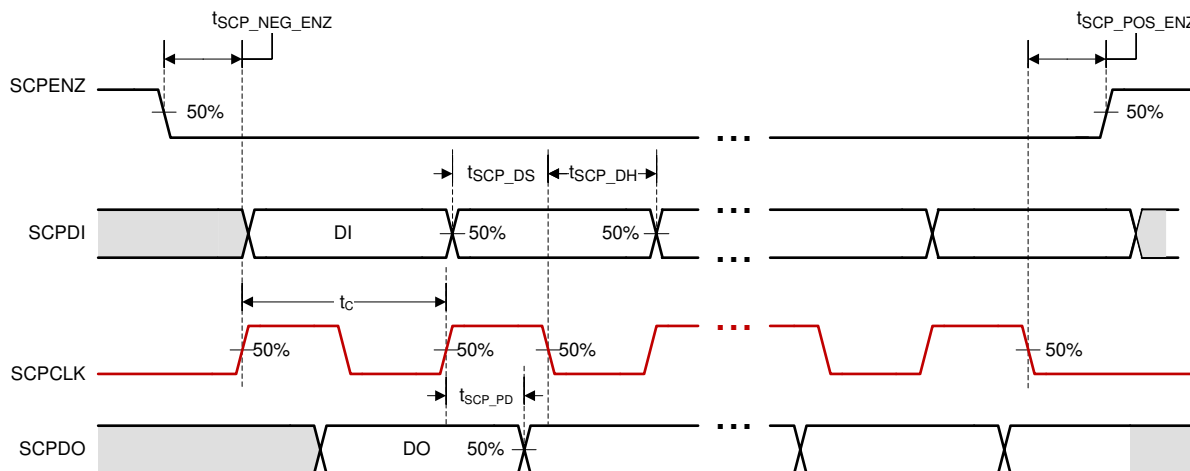 tSCP_NEG_ENZ
tSCP_POS_ENZ
SCPENZ
50%
50%
tSCP_DS
tSCP_DH
SCPDI
DI
50%
50%
tC
50%
50%
50%
50%
SCPCLK
tSCP_PD
SCPDO
DO
50%